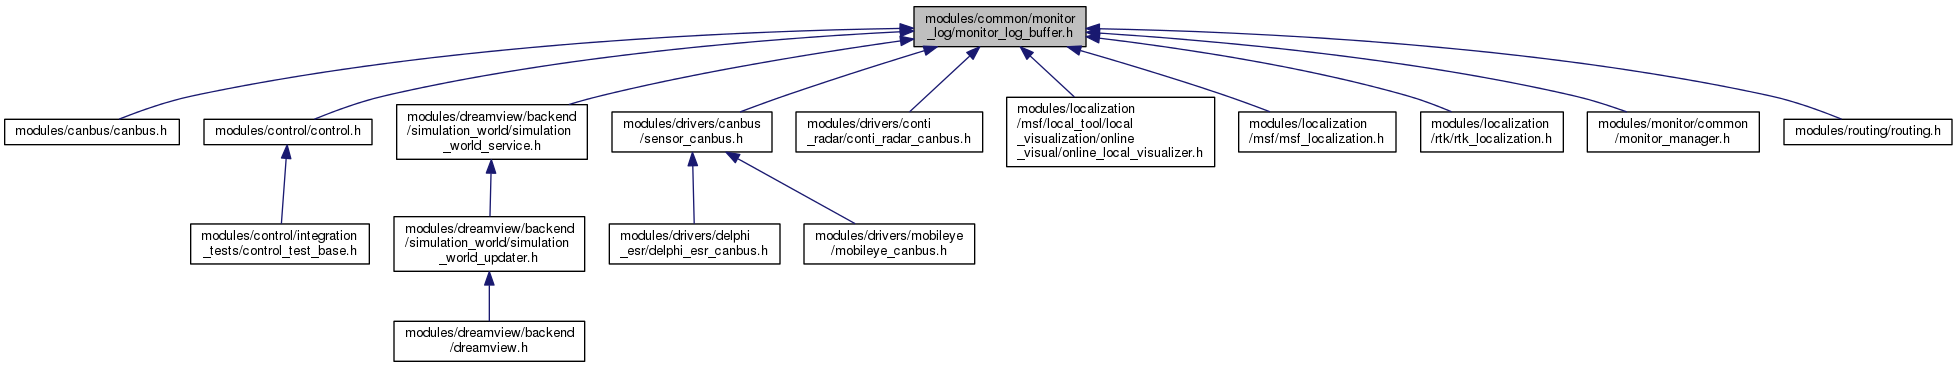 modules/common/monitor
_log/monitor_log_buffer.h
modules/canbus/canbus.h
modules/control/control.h
modules/dreamview/backend
/simulation_world/simulation
_world_service.h
modules/drivers/canbus
/sensor_canbus.h
modules/drivers/conti
_radar/conti_radar_canbus.h
modules/localization
/msf/local_tool/local
_visualization/online
_visual/online_local_visualizer.h
modules/localization
/msf/msf_localization.h
modules/localization
/rtk/rtk_localization.h
modules/monitor/common
/monitor_manager.h
modules/routing/routing.h
modules/control/integration
_tests/control_test_base.h
modules/dreamview/backend
/simulation_world/simulation
_world_updater.h
modules/drivers/delphi
_esr/delphi_esr_canbus.h
modules/drivers/mobileye
/mobileye_canbus.h
modules/dreamview/backend
/dreamview.h